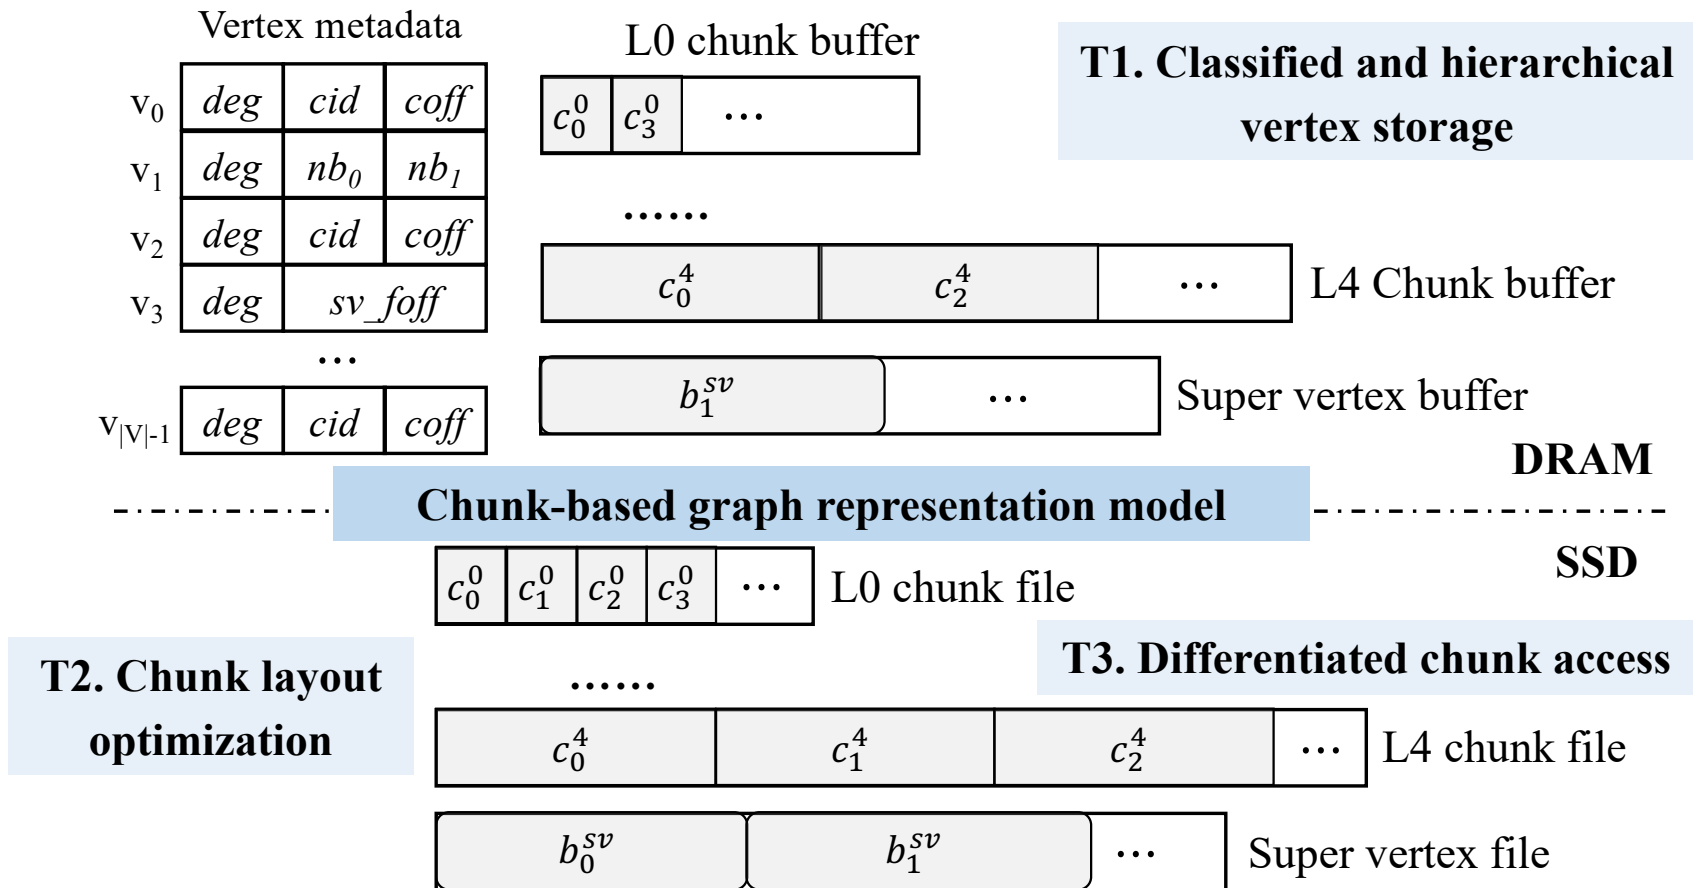 Vertex metadata
L0 chunk buffer
T1. Classified and hierarchical
vertex storage
v₀ deg cid coff
v₁ deg nb₀ nb₁
v₂ deg cid coff
v₃ deg sv_foff
...
v|V|-1 deg cid coff
c₀⁰ c₃⁰ ...
......
c₀⁴ c₂⁴ ... L4 Chunk buffer
b₁ˢᵛ ... Super vertex buffer
DRAM
Chunk-based graph representation model
SSD
c₀⁰ c₁⁰ c₂⁰ c₃⁰ ... L0 chunk file
T2. Chunk layout
optimization
T3. Differentiated chunk access
......
c₀⁴ c₁⁴ c₂⁴ ... L4 chunk file
b₀ˢᵛ b₁ˢᵛ ... Super vertex file